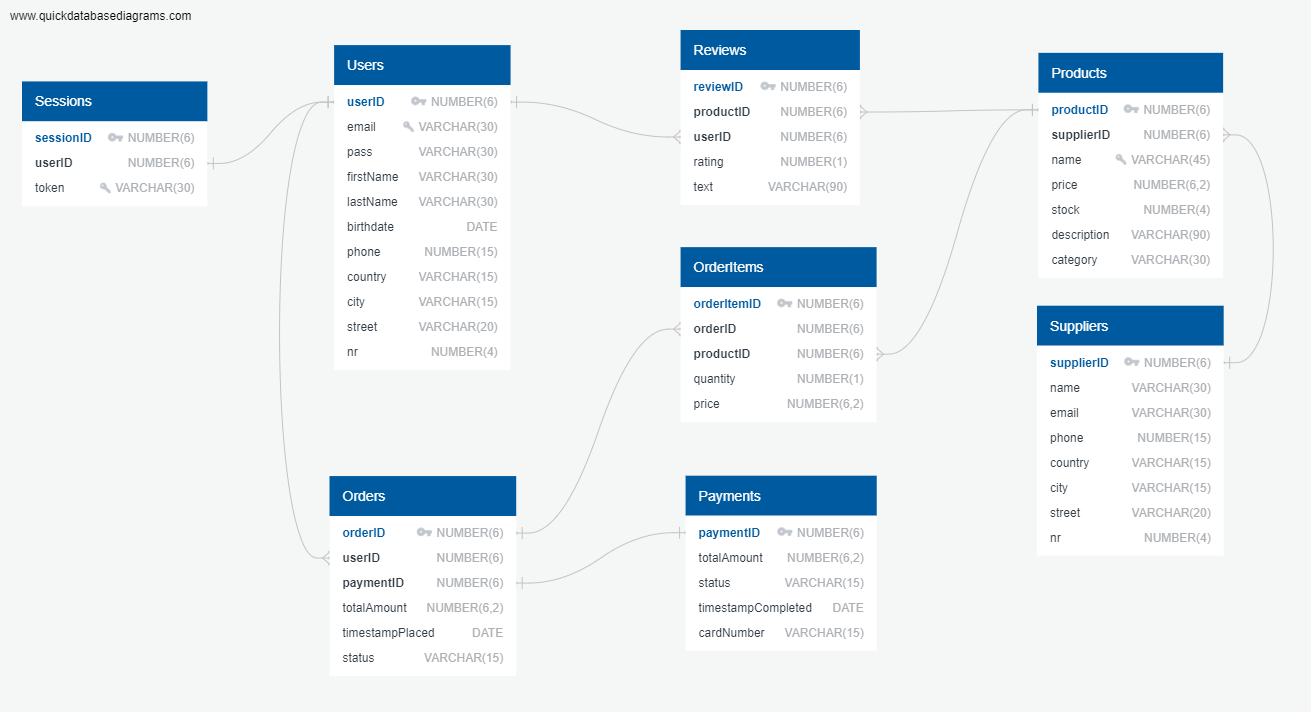 www.quickdatabasediagrams.com
Sessions
sessionID NUMBER(6)
userID NUMBER(6)
token VARCHAR(30)
Users
userID NUMBER(6)
email VARCHAR(30)
pass VARCHAR(30)
firstName VARCHAR(30)
lastName VARCHAR(30)
birthdate DATE
phone NUMBER(15)
country VARCHAR(15)
city VARCHAR(15)
street VARCHAR(20)
nr NUMBER(4)
Reviews
reviewID NUMBER(6)
productID NUMBER(6)
userID NUMBER(6)
rating NUMBER(1)
text VARCHAR(90)
Products
productID NUMBER(6)
supplierID NUMBER(6)
name VARCHAR(45)
price NUMBER(6,2)
stock NUMBER(4)
description VARCHAR(90)
category VARCHAR(30)
OrderItems
orderItemID NUMBER(6)
orderID NUMBER(6)
productID NUMBER(6)
quantity NUMBER(1)
price NUMBER(6,2)
Suppliers
supplierID NUMBER(6)
name VARCHAR(30)
email VARCHAR(30)
phone NUMBER(15)
country VARCHAR(15)
city VARCHAR(15)
street VARCHAR(20)
nr NUMBER(4)
Orders
orderID NUMBER(6)
userID NUMBER(6)
paymentID NUMBER(6)
totalAmount NUMBER(6,2)
timestampPlaced DATE
status VARCHAR(15)
Payments
paymentID NUMBER(6)
totalAmount NUMBER(6,2)
status VARCHAR(15)
timestampCompleted DATE
cardNumber VARCHAR(15)